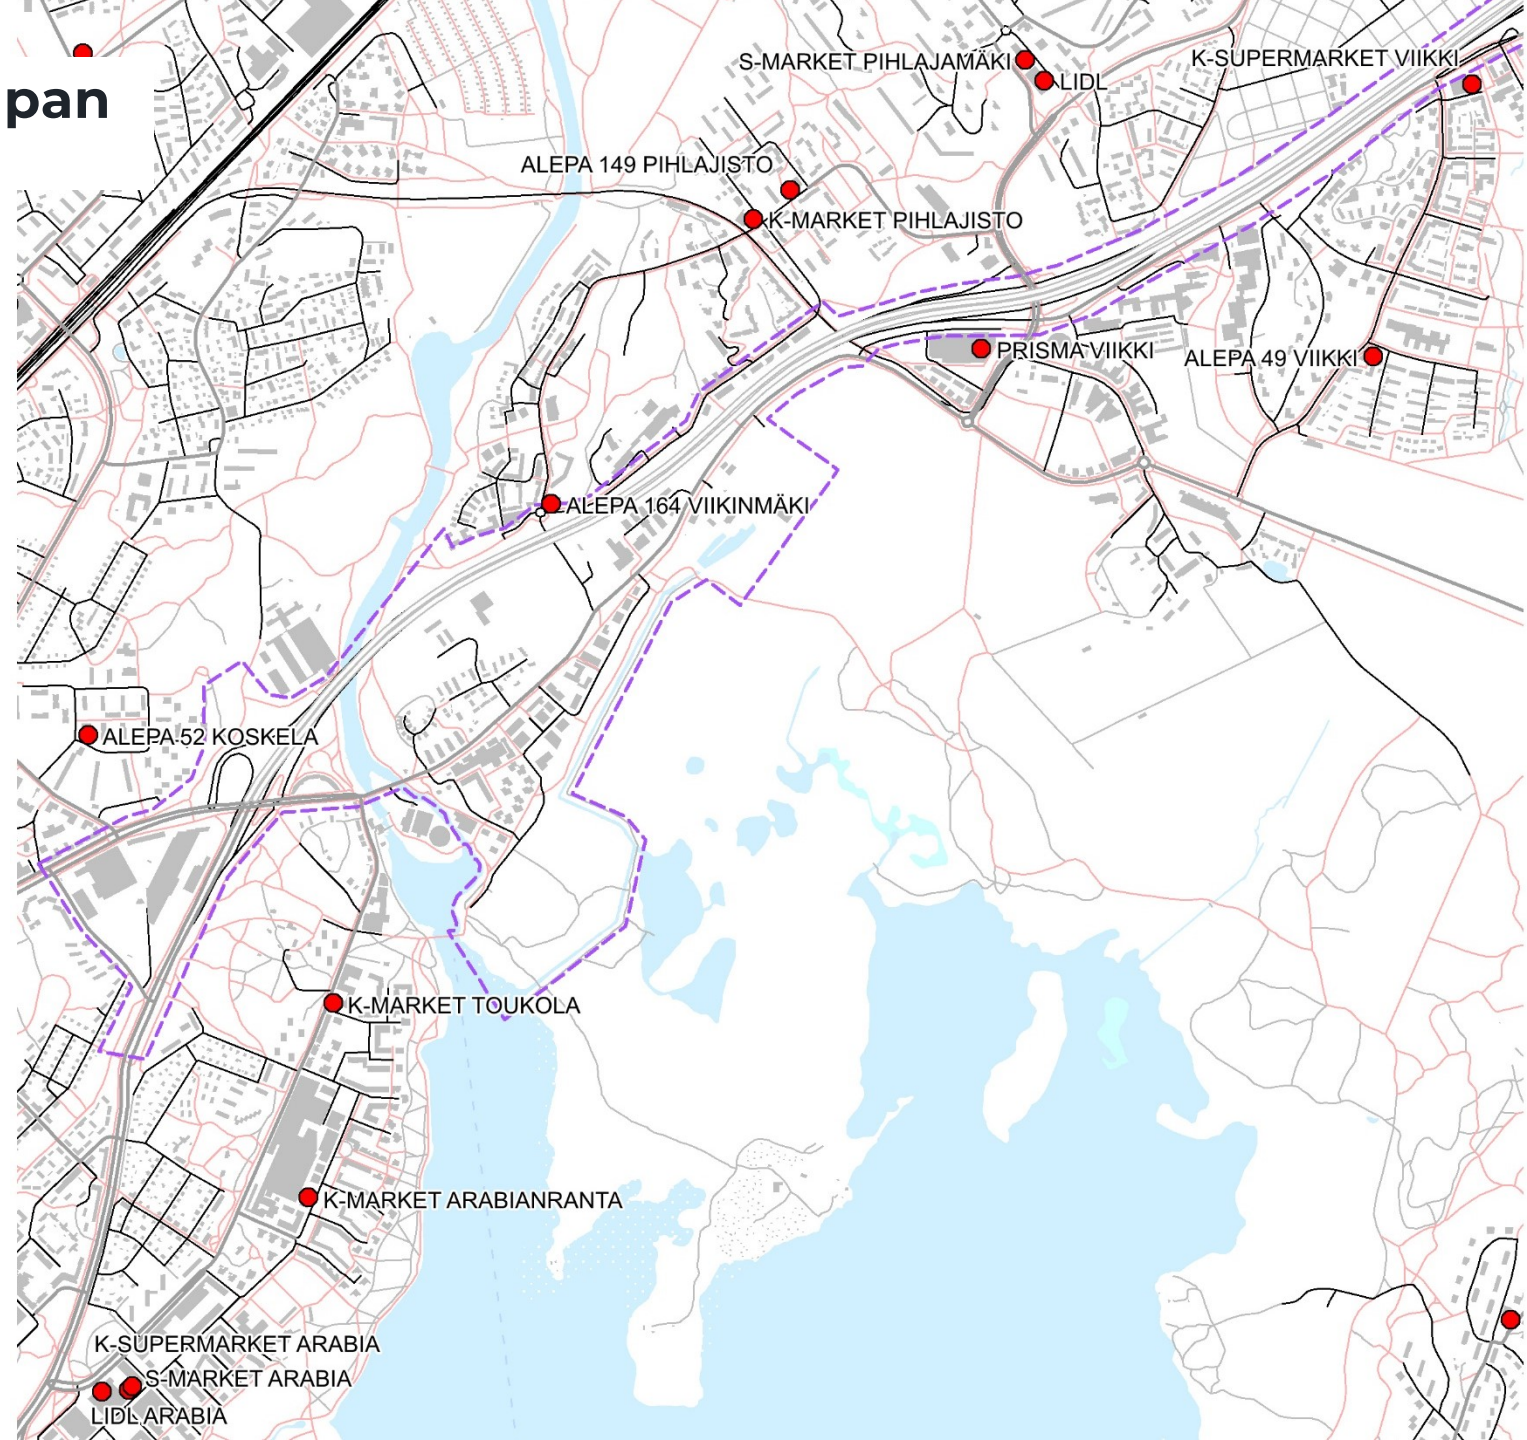 S-MARKET PIHLAJAMÄKI
K-SUPERMARKET VIIKKI
LIDL
pan
ALEPA 149 PIHLAJISTO
K-MARKET PIHLAJISTO
PRISMA VIIKKI
ALEPA 49 VIIKKI
ALEPA 164 VIIKINMÄKI
ALEPA 52 KOSKELA
K-MARKET TOUKOLA
K-MARKET ARABIANRANTA
K-SUPERMARKET ARABIA
S-MARKET ARABIA
LIDL ARABIA